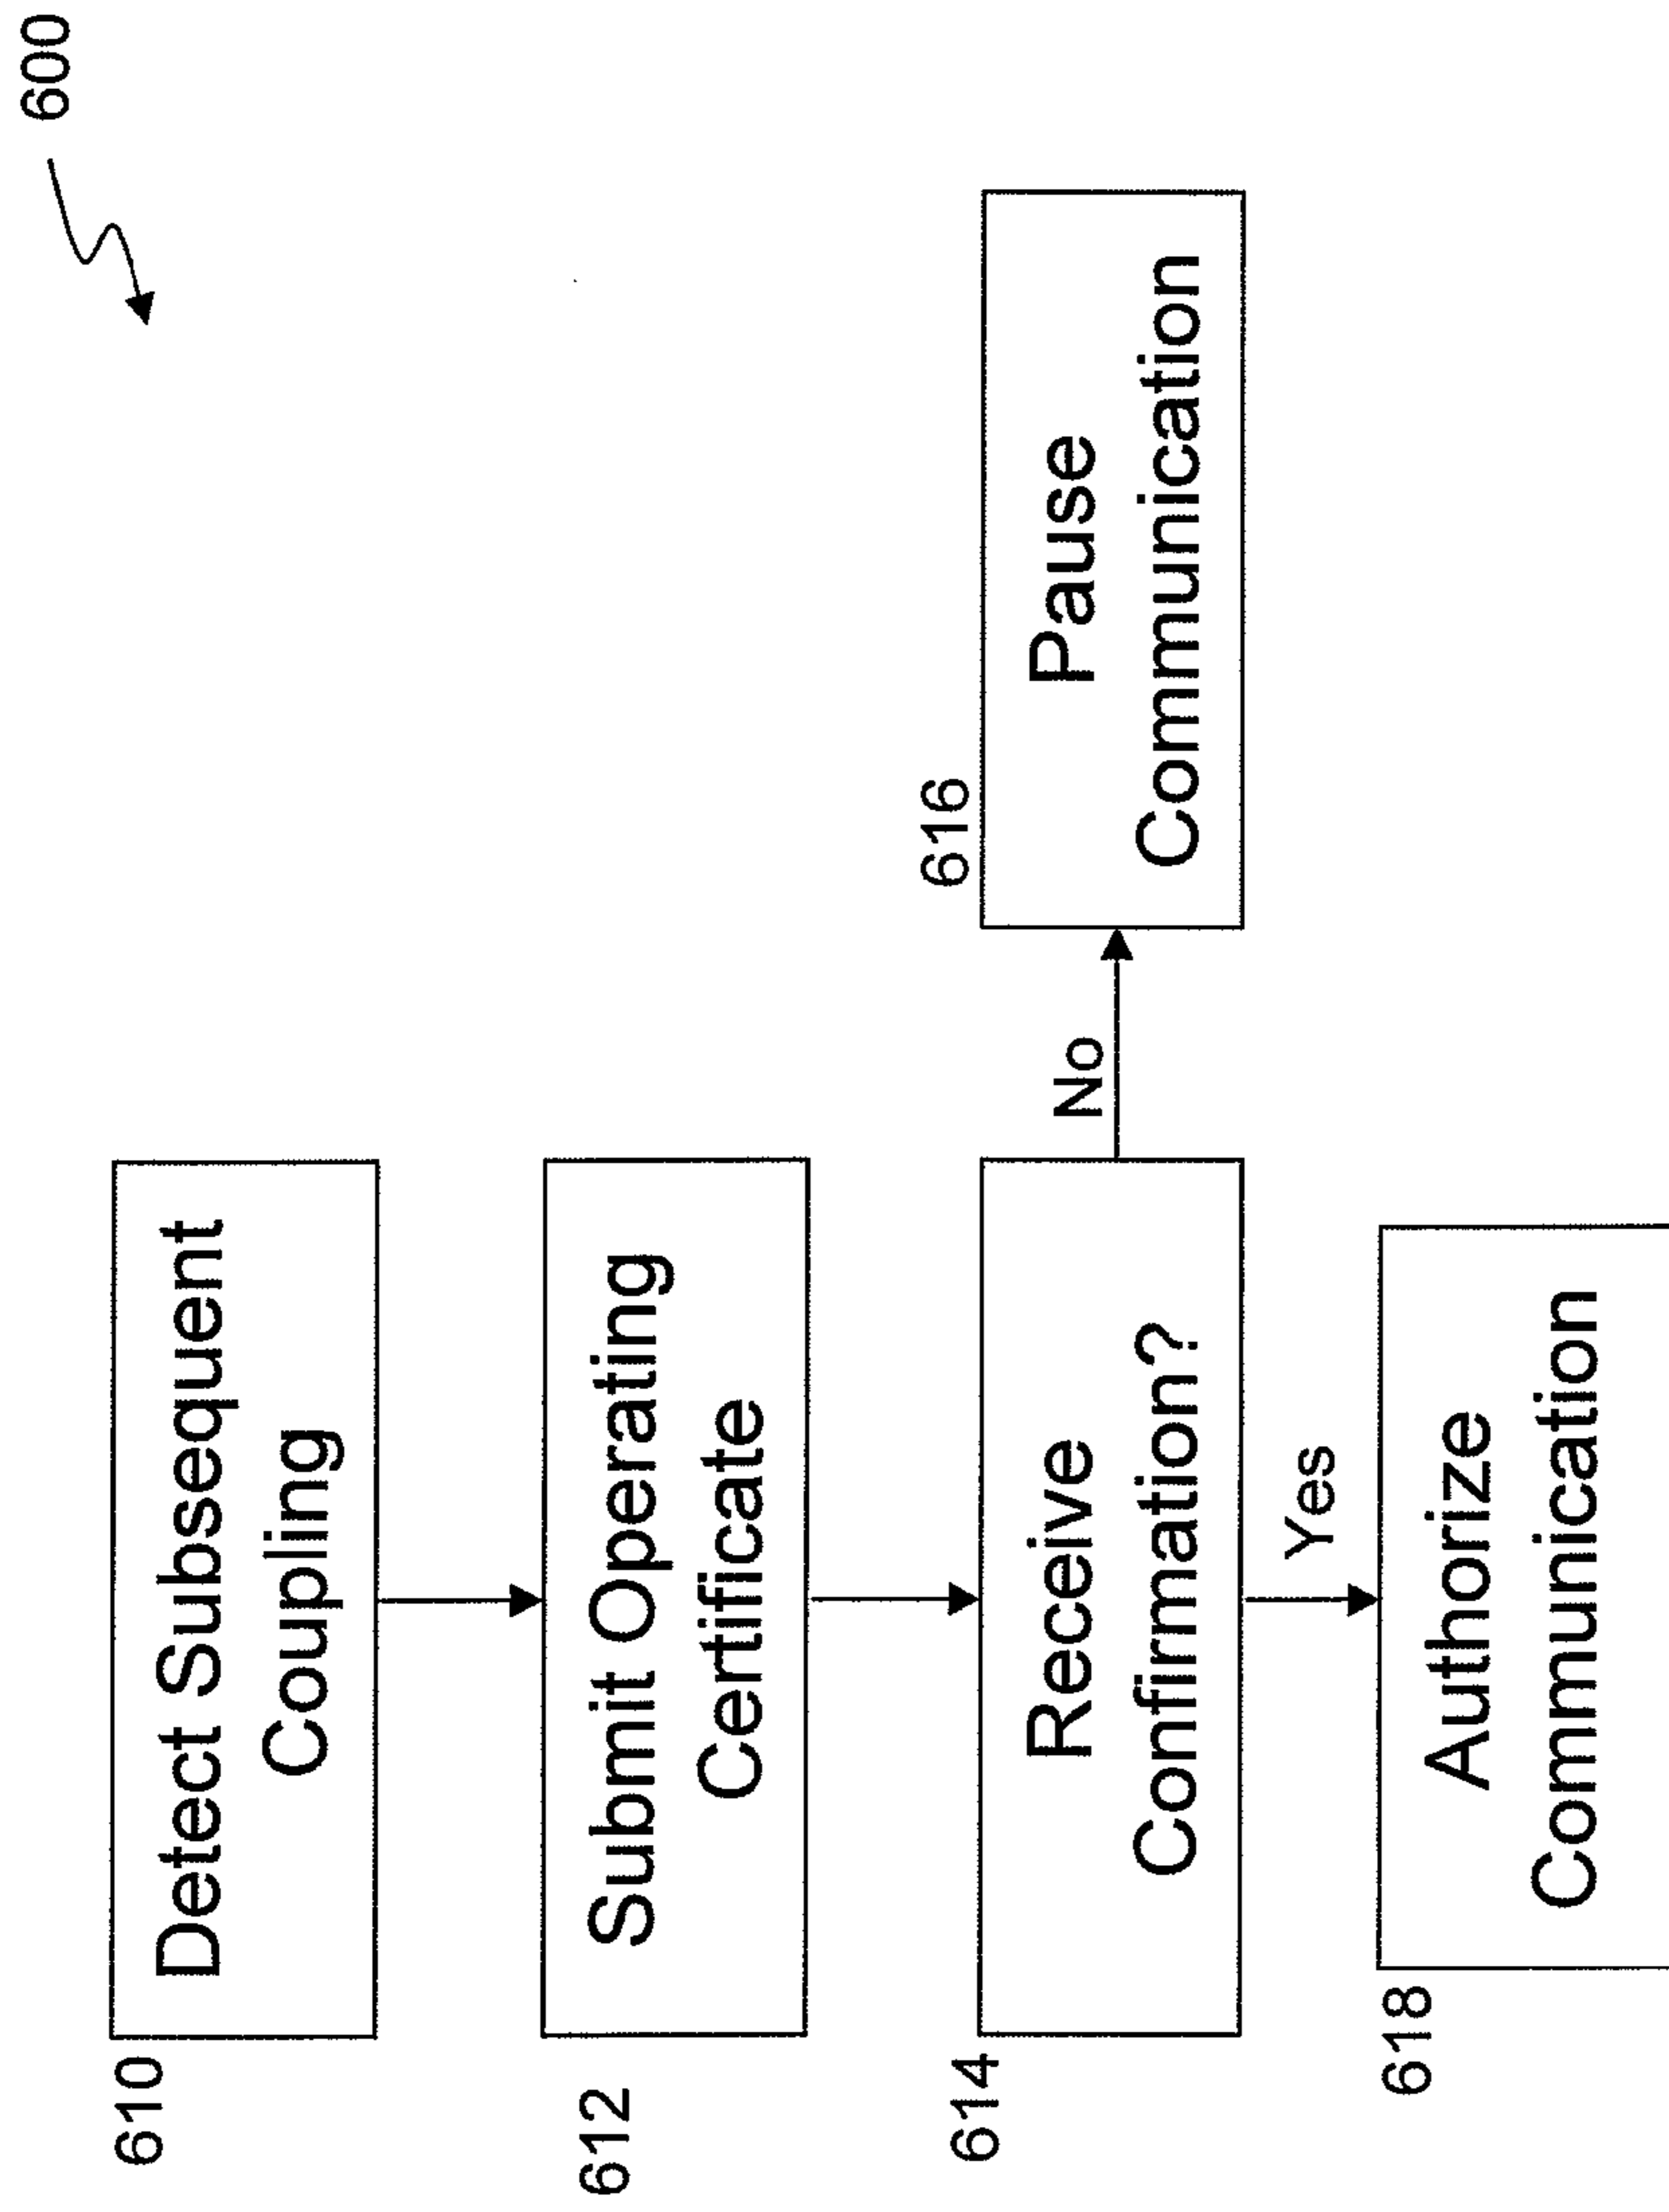 600
610
Detect Subsequent
Coupling
612
Submit Operating
Certificate
614
Receive
Confirmation?
No
616
Pause
Communication
Yes
618
Authorize
Communication